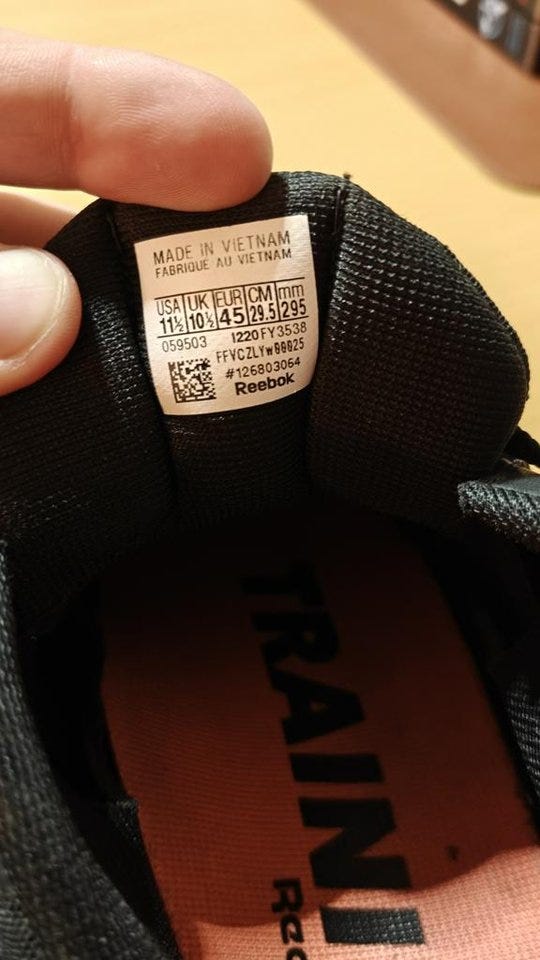 MADE IN VIETNAM
FABRIQUE AU VIETNAM
USA UK EUR CM mm
11½ 10½ 45 29.5 295
059503 1220 FY3538
#126803064
Reebok
TRAIN
Ree